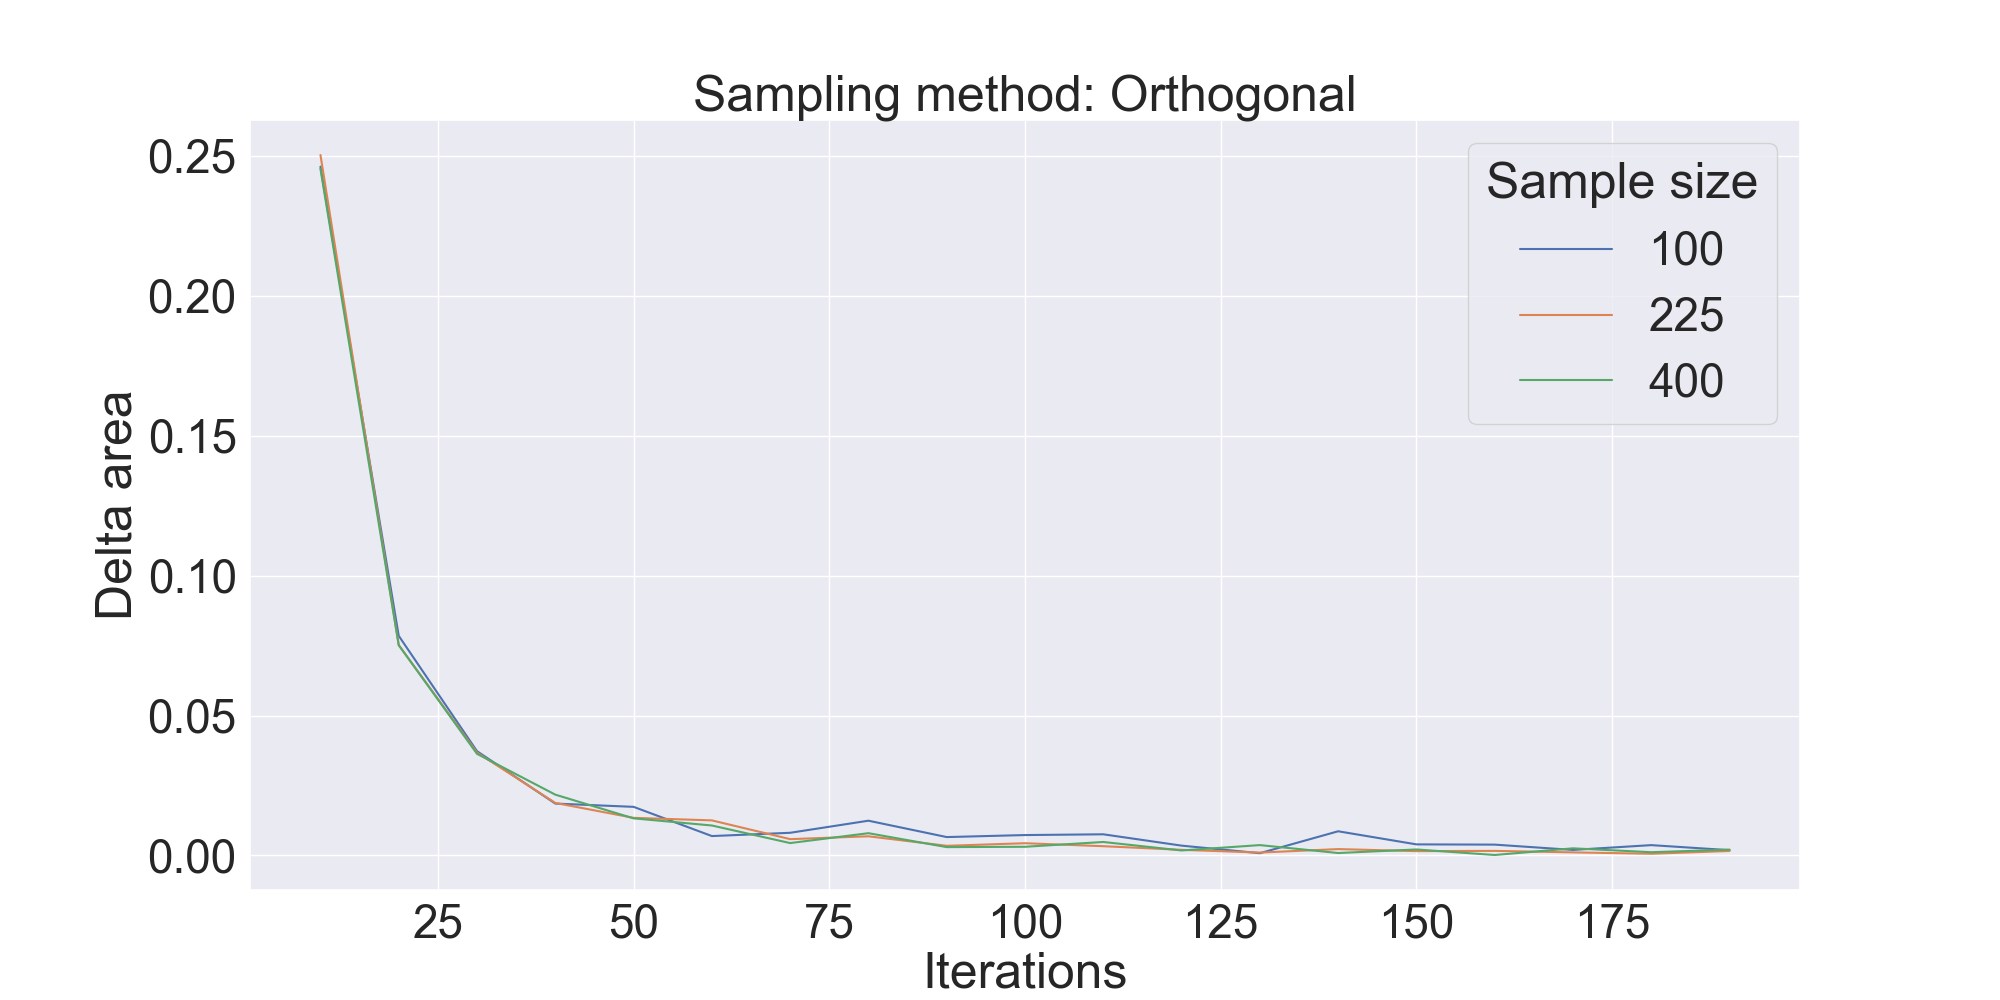 Sampling method: Orthogonal
Sample size
100
225
400
Delta area
0.25
0.20
0.15
0.10
0.05
0.00
25 50 75 100 125 150 175
Iterations